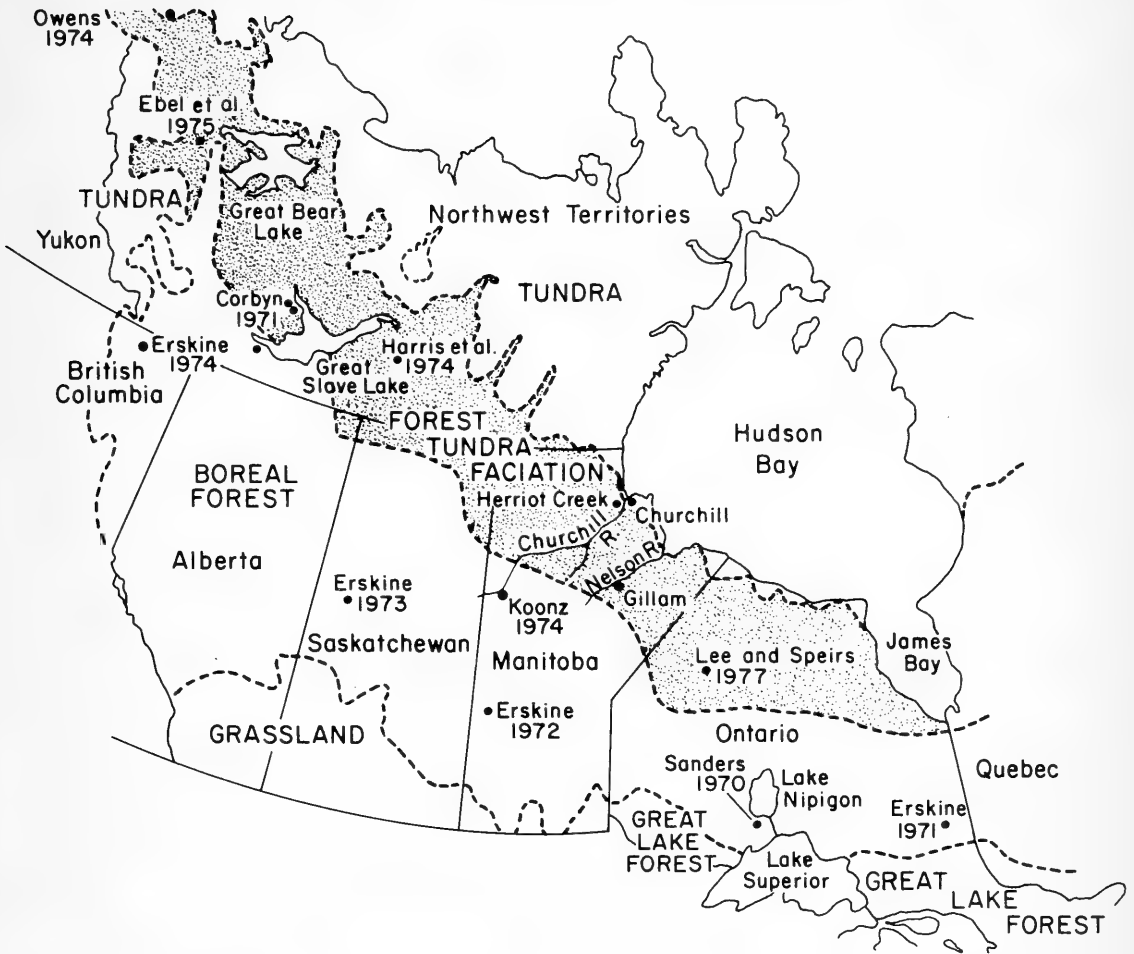 Owens
1974
Ebel et al
1975
TUNDRA
Great Bear
Lake
Northwest Territories
Yukon
TUNDRA
Corbyn
1971
Erskine
1974
Harris et al.
1974
British
Columbia
Great
Slave Lake
FOREST
TUNDRA
FACIATION
Hudson
Bay
BOREAL
FOREST
Herriot Creek
Churchill
Churchill
R.
Nelson R.
Alberta
Erskine
1973
Gillam
Koonz
1974
Saskatchewan
Manitoba
Lee and Speirs
1977
James
Bay
Erskine
1972
GRASSLAND
Ontario
Sanders
1970
Lake
Nipigon
Quebec
Erskine
1971
GREAT
LAKE
FOREST
Lake
Superior
GREAT
LAKE
FOREST